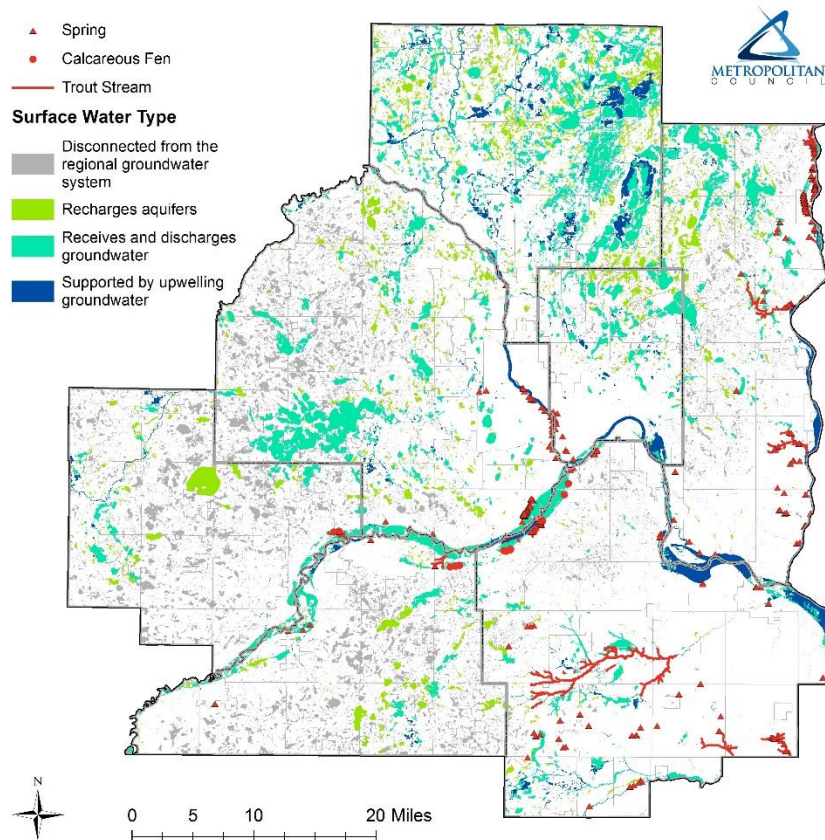 Spring
Calcareous Fen
Trout Stream
Surface Water Type
Disconnected from the
regional groundwater
system
Recharges aquifers
Receives and discharges
groundwater
Supported by upwelling
groundwater
METROPOLITAN
COUNCIL
N
0 5 10 20 Miles